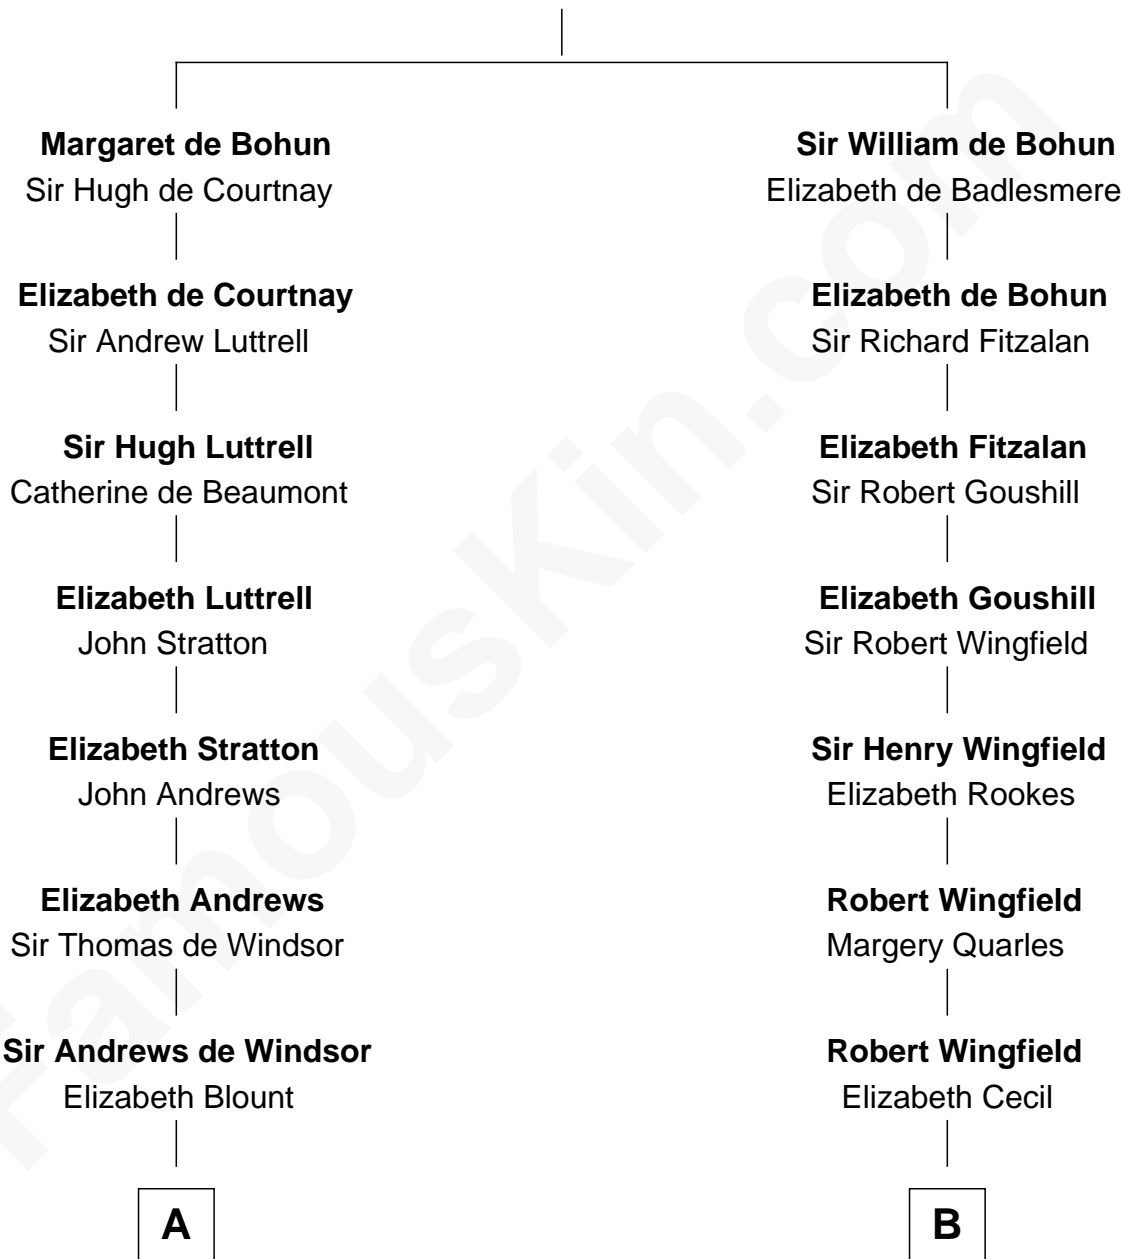 Margaret de Bohun
Sir Hugh de Courtnay
Elizabeth de Courtnay
Sir Andrew Luttrell
Sir Hugh Luttrell
Catherine de Beaumont
Elizabeth Luttrell
John Stratton
Elizabeth Stratton
John Andrews
Elizabeth Andrews
Sir Thomas de Windsor
Sir Andrews de Windsor
Elizabeth Blount
A
Sir William de Bohun
Elizabeth de Badlesmere
Elizabeth de Bohun
Sir Richard Fitzalan
Elizabeth Fitzalan
Sir Robert Goushill
Elizabeth Goushill
Sir Robert Wingfield
Sir Henry Wingfield
Elizabeth Rookes
Robert Wingfield
Margery Quarles
Robert Wingfield
Elizabeth Cecil
B
FamousKin.com